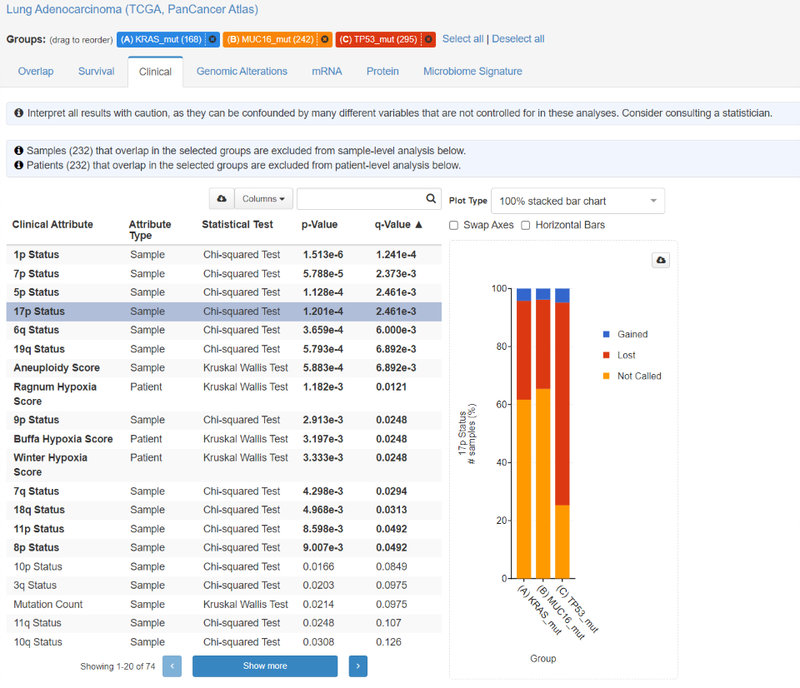 Lung Adenocarcinoma (TCGA, PanCancer Atlas)
Groups: (drag to reorder) (A) KRAS_mut (168) (B) MUC16_mut (242) (C) TP53_mut (295) Select all | Deselect all
Overlap Survival Clinical Genomic Alterations mRNA Protein Microbiome Signature
Interpret all results with caution, as they can be confounded by many different variables that are not controlled for in these analyses. Consider consulting a statistician.
Samples (232) that overlap in the selected groups are excluded from sample-level analysis below.
Patients (232) that overlap in the selected groups are excluded from patient-level analysis below.
Columns
Clinical Attribute Attribute Type Statistical Test p-Value q-Value ▲
1p Status Sample Chi-squared Test 1.513e-6 1.241e-4
7p Status Sample Chi-squared Test 5.788e-5 2.373e-3
5p Status Sample Chi-squared Test 1.128e-4 2.461e-3
17p Status Sample Chi-squared Test 1.201e-4 2.461e-3
6q Status Sample Chi-squared Test 3.659e-4 6.000e-3
19q Status Sample Chi-squared Test 5.793e-4 6.892e-3
Aneuploidy Score Sample Kruskal Wallis Test 5.883e-4 6.892e-3
Ragnum Hypoxia Score Patient Kruskal Wallis Test 1.182e-3 0.0121
9p Status Sample Chi-squared Test 2.913e-3 0.0248
Buffa Hypoxia Score Patient Kruskal Wallis Test 3.197e-3 0.0248
Winter Hypoxia Score Patient Kruskal Wallis Test 3.333e-3 0.0248
7q Status Sample Chi-squared Test 4.298e-3 0.0294
18q Status Sample Chi-squared Test 4.968e-3 0.0313
11p Status Sample Chi-squared Test 8.598e-3 0.0492
8p Status Sample Chi-squared Test 9.007e-3 0.0492
10p Status Sample Chi-squared Test 0.0166 0.0849
3q Status Sample Chi-squared Test 0.0203 0.0975
Mutation Count Sample Kruskal Wallis Test 0.0214 0.0975
11q Status Sample Chi-squared Test 0.0248 0.107
10q Status Sample Chi-squared Test 0.0308 0.126
Showing 1-20 of 74 ‹ Show more ›
Plot Type 100% stacked bar chart
Swap Axes Horizontal Bars
100
80
60
40
20
0
17p Status
# samples (%)
Gained
Lost
Not Called
(A) KRAS_mut
(B) MUC16_mut
(C) TP53_mut
Group